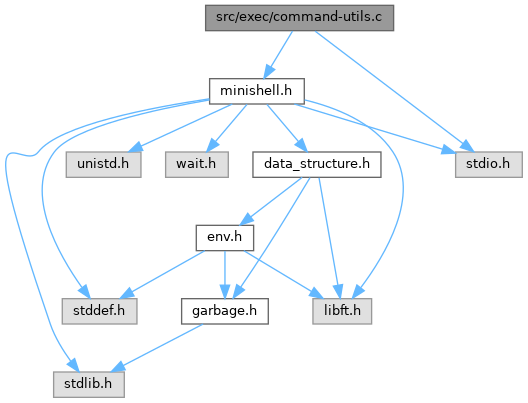 src/exec/command-utils.c
minishell.h
unistd.h
wait.h
data_structure.h
stdio.h
env.h
stddef.h
garbage.h
libft.h
stdlib.h